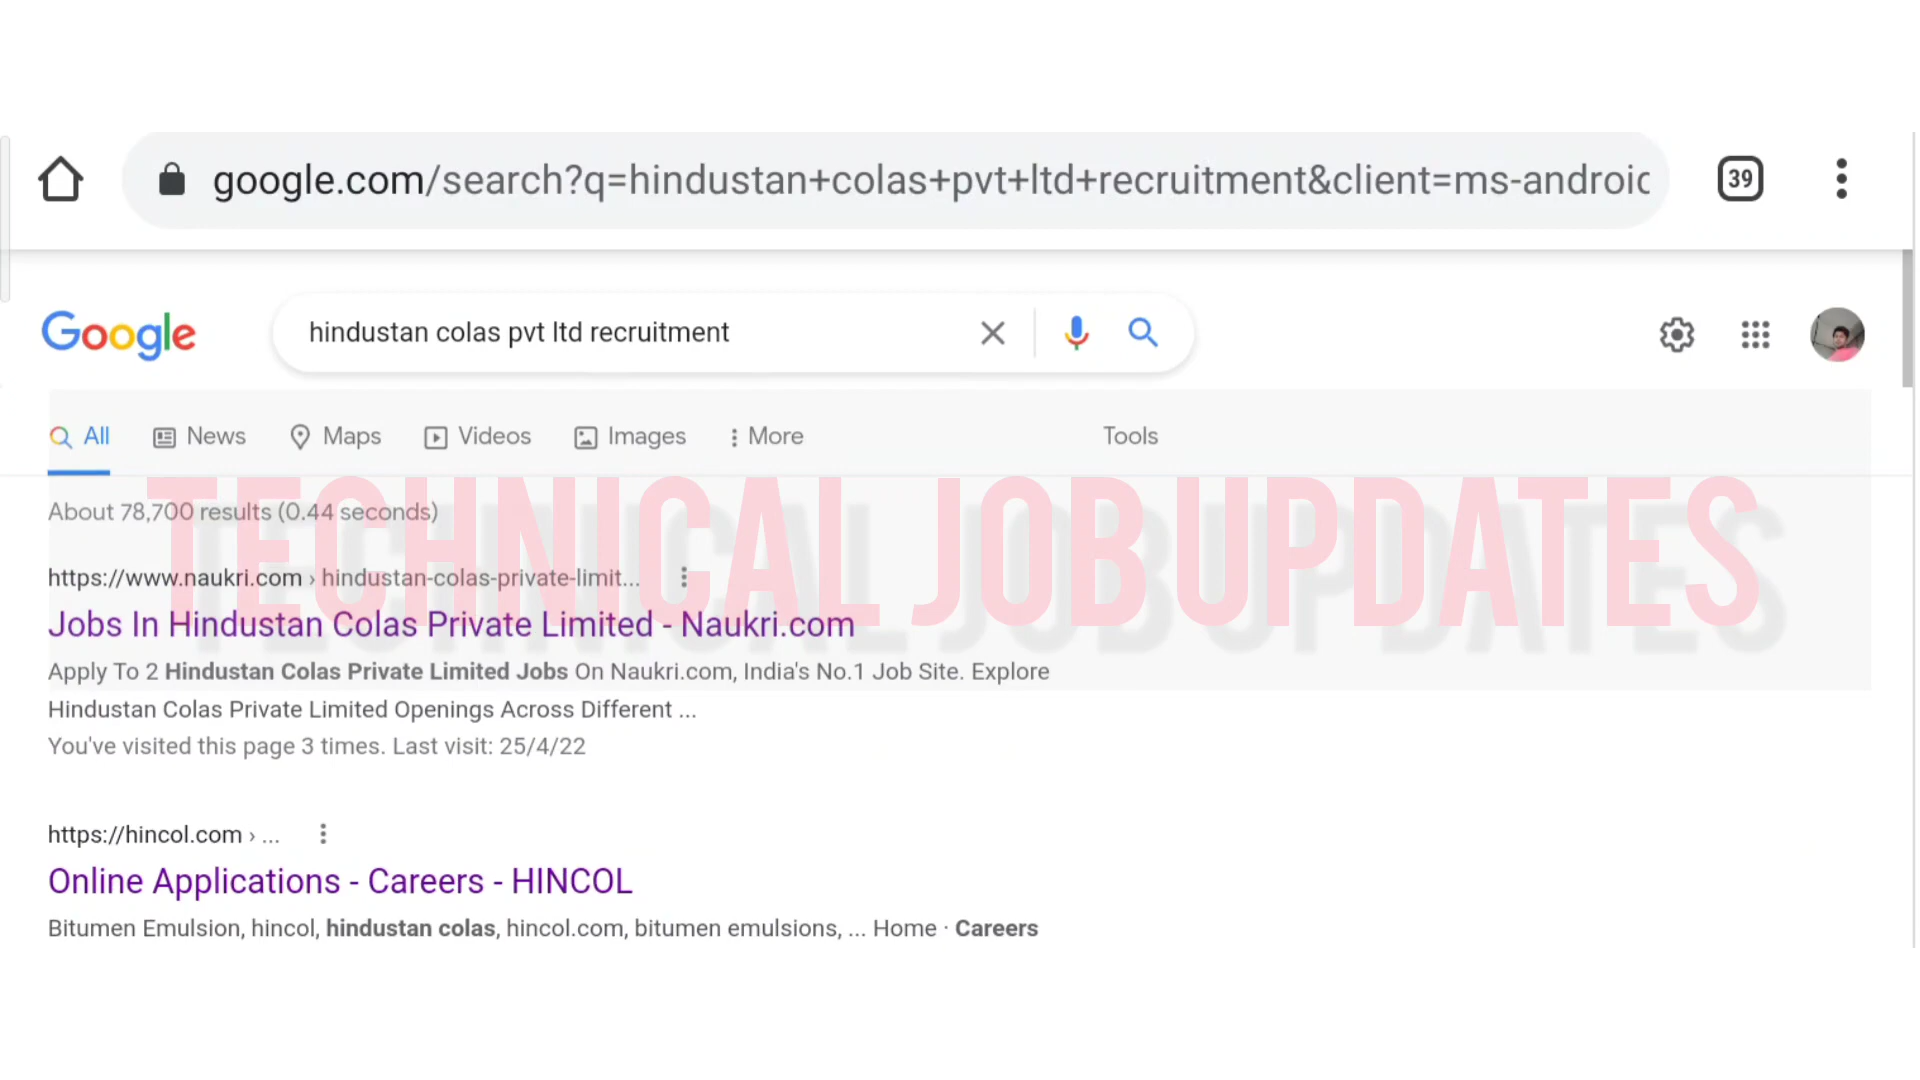 google.com/search?q=hindustan+colas+pvt+ltd+recruitment&client=ms-android
39
Google
hindustan colas pvt ltd recruitment
All News Maps Videos Images More Tools
TECHNICAL JOB UPDATES
About 78,700 results (0.44 seconds)
https://www.naukri.com › hindustan-colas-private-limit...
Jobs In Hindustan Colas Private Limited - Naukri.com
Apply To 2 Hindustan Colas Private Limited Jobs On Naukri.com, India's No.1 Job Site. Explore
Hindustan Colas Private Limited Openings Across Different ...
You've visited this page 3 times. Last visit: 25/4/22
https://hincol.com › ...
Online Applications - Careers - HINCOL
Bitumen Emulsion, hincol, hindustan colas, hincol.com, bitumen emulsions, ... Home · Careers